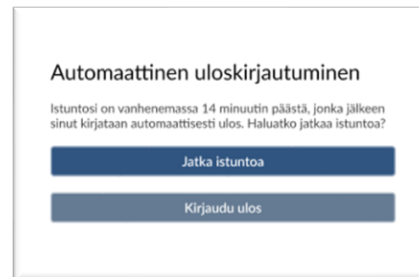 Automaattinen uloskirjautuminen
Istuntosi on vanhenemassa 14 minuutin päästä, jonka jälkeen
sinut kirjataan automaattisesti ulos. Haluatko jatkaa istuntoa?
Jatka istuntoa
Kirjaudu ulos